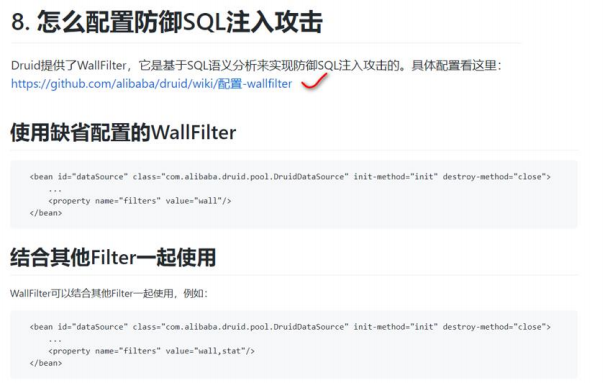 8. 怎么配置防御SQL注入攻击
Druid提供了WallFilter，它是基于SQL语义分析来实现防御SQL注入攻击的。具体配置看这里：
https://github.com/alibaba/druid/wiki/配置-wallfilter
使用缺省配置的WallFilter
<bean id="dataSource" class="com.alibaba.druid.pool.DruidDataSource" init-method="init" destroy-method="close">
...
<property name="filters" value="wall"/>
</bean>
结合其他Filter一起使用
WallFilter可以结合其他Filter一起使用，例如：
<bean id="dataSource" class="com.alibaba.druid.pool.DruidDataSource" init-method="init" destroy-method="close">
...
<property name="filters" value="wall,stat"/>
</bean>